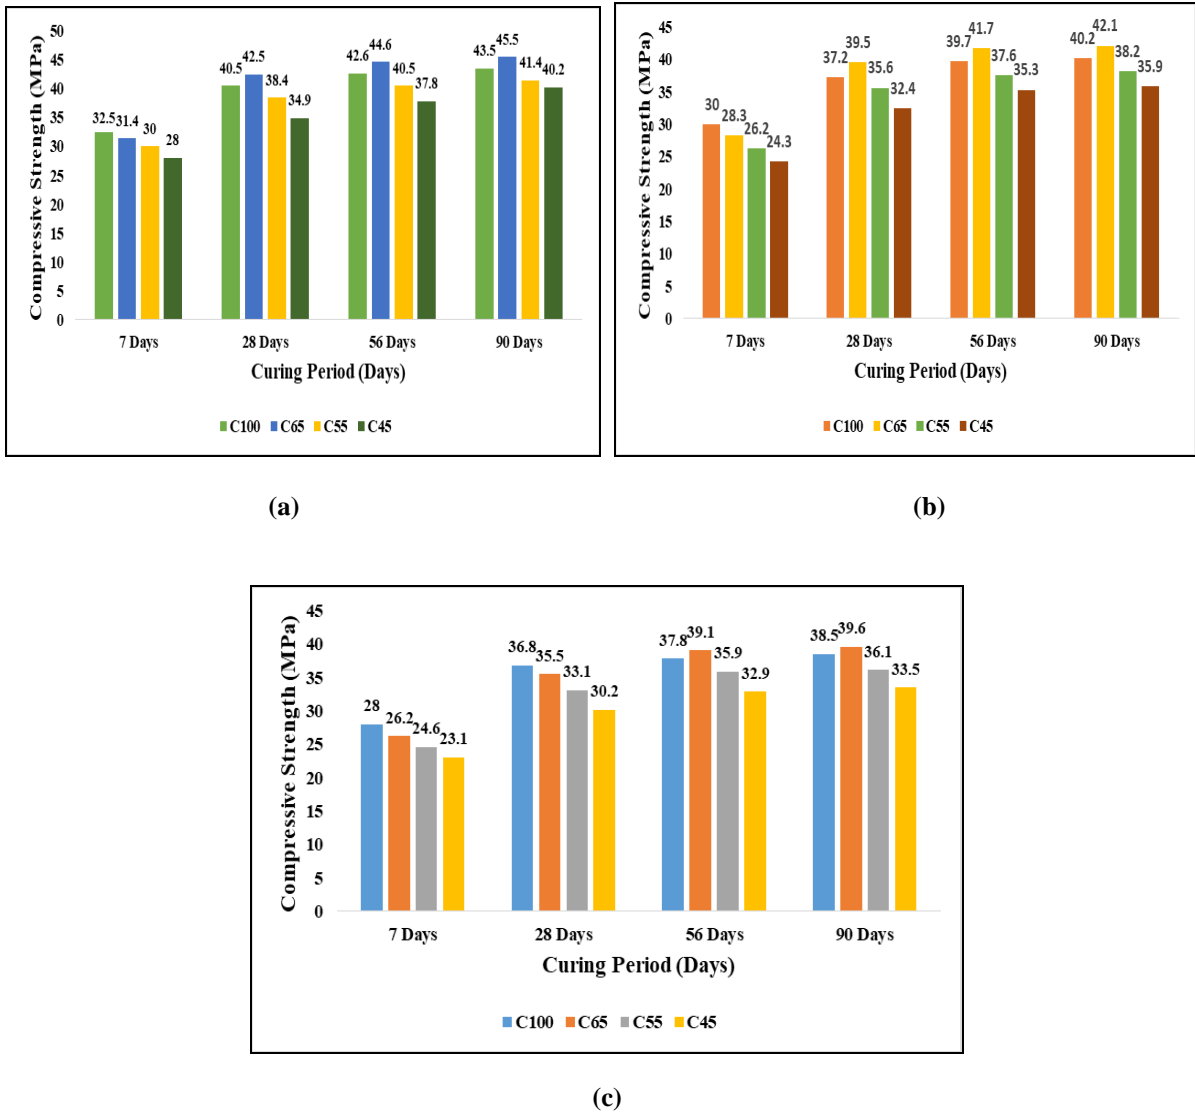 50
45
40
35
30
25
20
15
10
5
0
Compressive Strength (MPa)
32.5 31.4 30 28
40.5 42.5 38.4 34.9
42.6 44.6 40.5 37.8
43.5 45.5 41.4 40.2
7 Days 28 Days 56 Days 90 Days
Curing Period (Days)
C100 C65 C55 C45
(a)
45
40
35
30
25
20
15
10
5
0
Compressive Strength (MPa)
30 28.3 26.2 24.3
37.2 39.5 35.6 32.4
39.7 41.7 37.6 35.3
40.2 42.1 38.2 35.9
7 Days 28 Days 56 Days 90 Days
Curing Period (Days)
C100 C65 C55 C45
(b)
45
40
35
30
25
20
15
10
5
0
Compressive Strength (MPa)
28 26.2 24.6 23.1
36.8 35.5 33.1 30.2
37.8 39.1 35.9 32.9
38.5 39.6 36.1 33.5
7 Days 28 Days 56 Days 90 Days
Curing Period (Days)
C100 C65 C55 C45
(c)